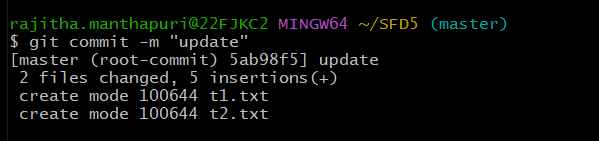 rajitha.manthapuri@22FJKC2 MINGW64 ~/SFD5 (master)
$ git commit -m "update"
[master (root-commit) 5ab98f5] update
 2 files changed, 5 insertions(+)
 create mode 100644 t1.txt
 create mode 100644 t2.txt